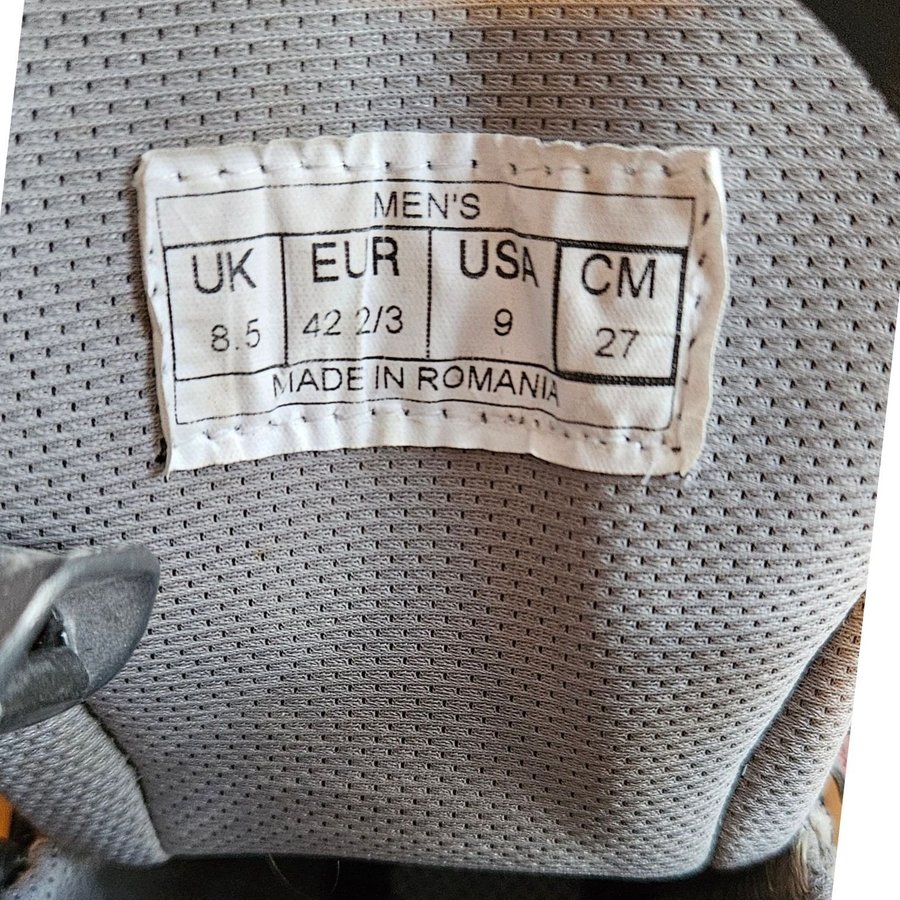 MEN'S
UK EUR USA CM
8.5 42 2/3 9 27
MADE IN ROMANIA